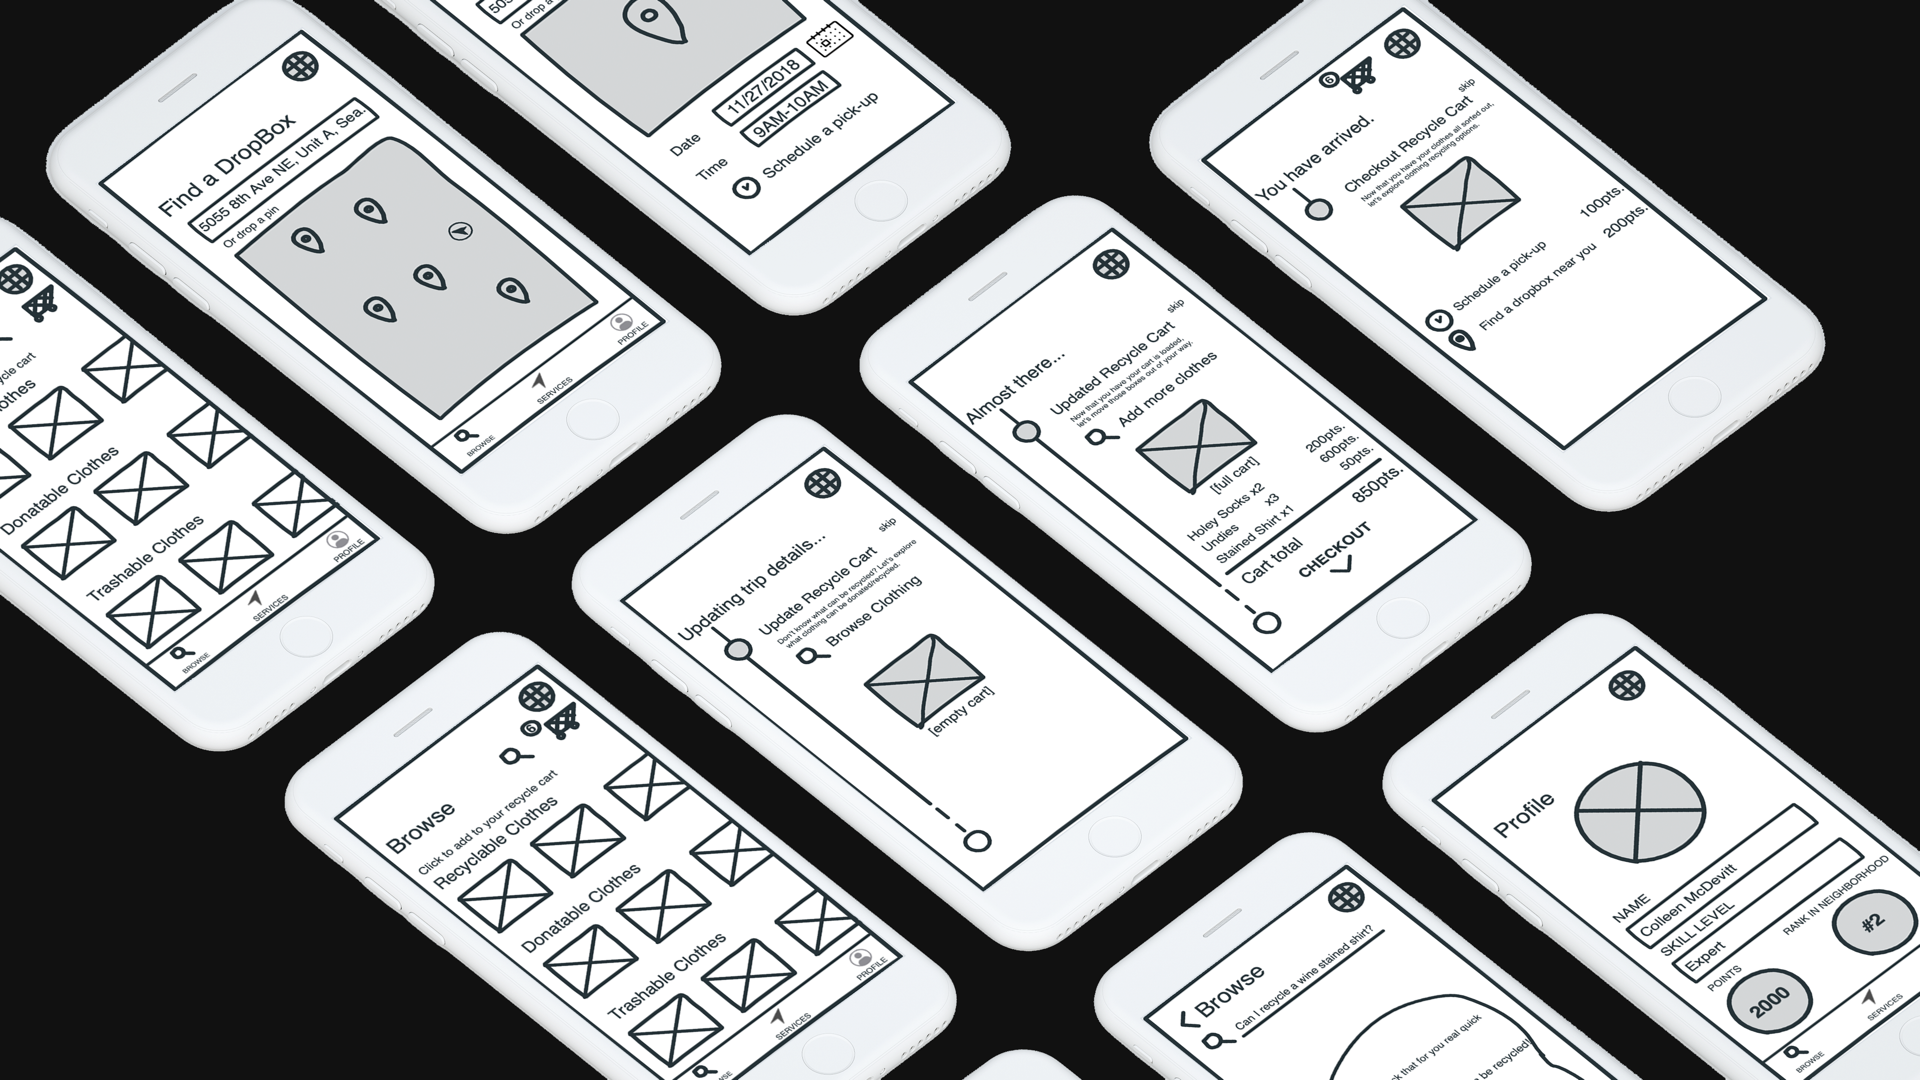 Find a DropBox
5055 8th Ave NE, Unit A, Sea.
Or drop a pin
BROWSE
SERVICES
PROFILE
Or drop a
Date
11/27/2018
Time
9AM-10AM
Schedule a pick-up
6
You have arrived.
skip
Checkout Recycle Cart
Now that you have your clothes all sorted out,
let's explore clothing recycling options.
Schedule a pick-up
100pts.
Find a dropbox near you
200pts.
cart
Donatable Clothes
Trashable Clothes
BROWSE
SERVICES
PROFILE
Almost there...
skip
Updated Recycle Cart
Now that you have your cart is loaded,
let's move those boxes out of your way.
Add more clothes
[full cart]
Holey Socks x2
200pts.
Undies x3
600pts.
Stained Shirt x1
50pts.
Cart total
850pts.
CHECKOUT
Updating trip details...
skip
Update Recycle Cart
Don't know what can be recycled? Let's explore
what clothing can be donated/recycled.
Browse Clothing
[empty cart]
6
Browse
Click to add to your recycle cart
Recyclable Clothes
Donatable Clothes
Trashable Clothes
SERVICES
PROFILE
Browse
Can I recycle a wine stained shirt?
that for you real quick
be recycled!
Profile
NAME
Colleen McDevitt
SKILL LEVEL
Expert
POINTS
2000
RANK IN NEIGHBORHOOD
#2
BROWSE
SERVICES